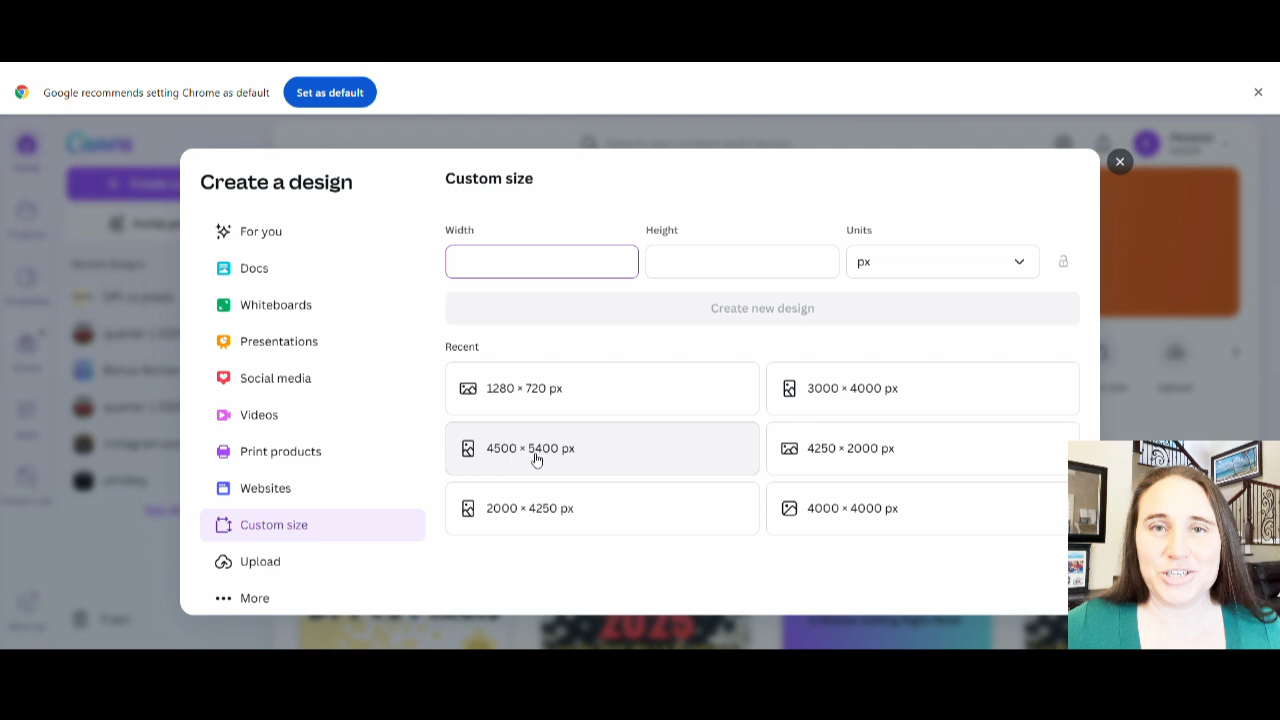 Google recommends setting Chrome as default
Set as default
Canva
Create a design
For you
Docs
Whiteboards
Presentations
Social media
Videos
Print products
Websites
Custom size
Upload
More
Custom size
Width
Height
Units
px
Create new design
Recent
1280 × 720 px
3000 × 4000 px
4500 × 5400 px
4250 × 2000 px
2000 × 4250 px
4000 × 4000 px
2025